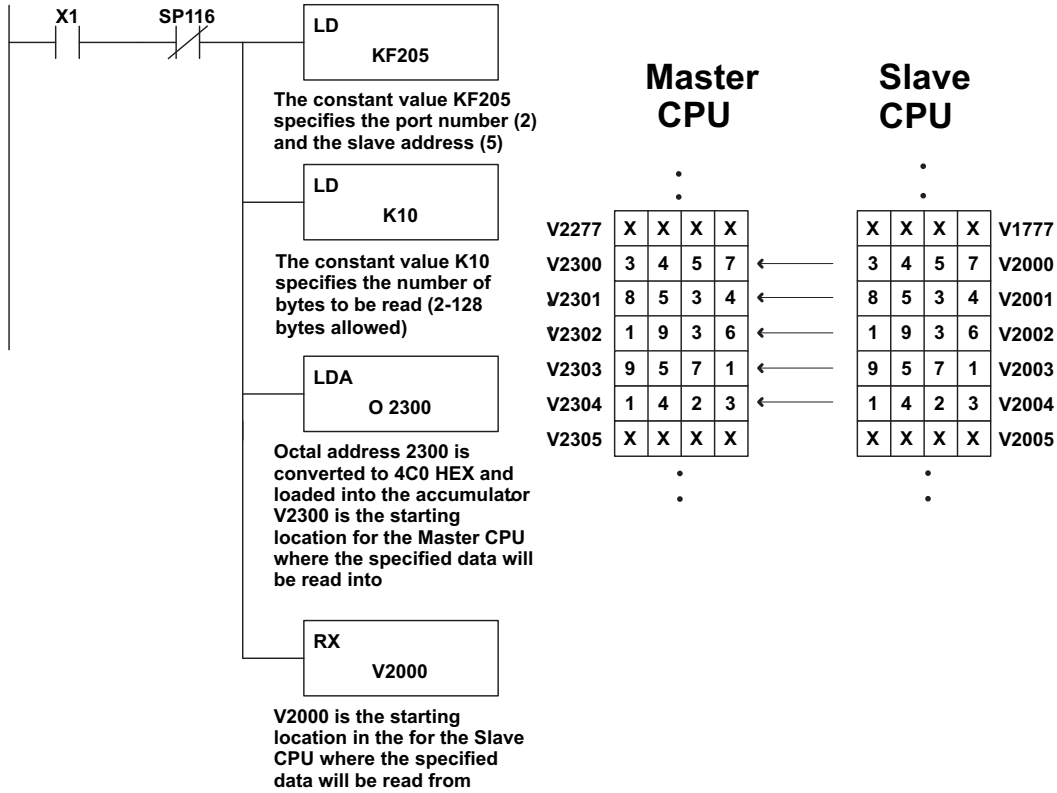 X1 SP116
LD
KF205
The constant value KF205
specifies the port number (2)
and the slave address (5)
LD
K10
The constant value K10
specifies the number of
bytes to be read (2-128
bytes allowed)
LDA
O 2300
Octal address 2300 is
converted to 4C0 HEX and
loaded into the accumulator.
V2300 is the starting
location for the Master CPU
where the specified data will
be read into
RX
V2000
V2000 is the starting
location in the for the Slave
CPU where the specified
data will be read from
Master
CPU
Slave
CPU
V2277 X X X X X X X X V1777
V2300 3 4 5 7 3 4 5 7 V2000
V2301 8 5 3 4 8 5 3 4 V2001
V2302 1 9 3 6 1 9 3 6 V2002
V2303 9 5 7 1 9 5 7 1 V2003
V2304 1 4 2 3 1 4 2 3 V2004
V2305 X X X X X X X X V2005